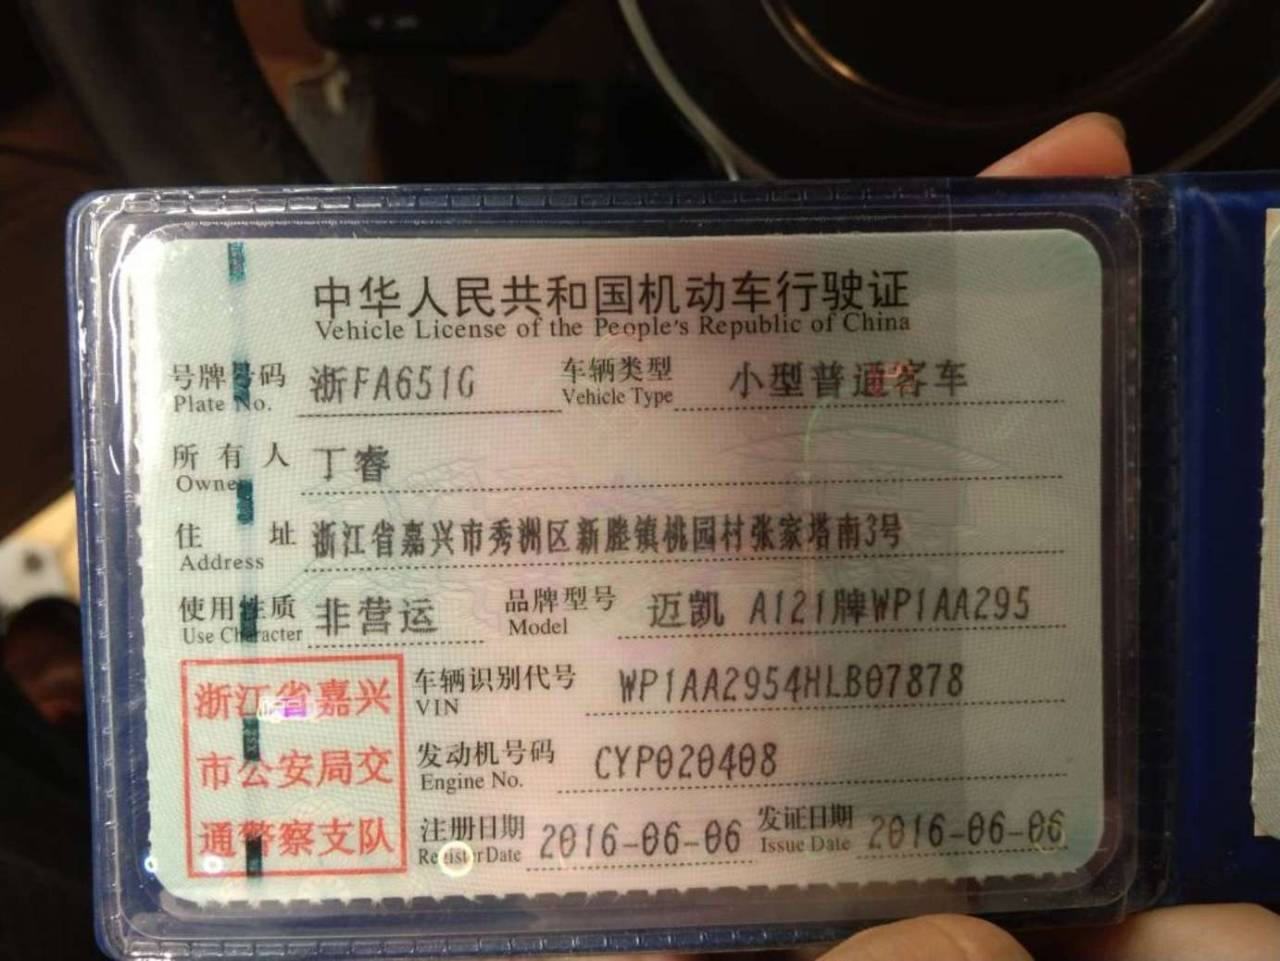 中华人民共和国机动车行驶证
Vehicle License of the People's Republic of China
号牌号码 浙FA651G 车辆类型 小型普通客车
Plate No. Vehicle Type
所有人 丁睿
Owner
住址 浙江省嘉兴市秀洲区新塍镇桃园村张家塔南3号
Address
使用性质 非营运 品牌型号 迈凯 A121牌WP1AA295
Use Character Model
浙江省嘉兴
市公安局交
通警察支队
车辆识别代号 WP1AA2954HLB07878
VIN
发动机号码 CYP020408
Engine No.
注册日期 2016-06-06 发证日期 2016-06-06
Register Date Issue Date